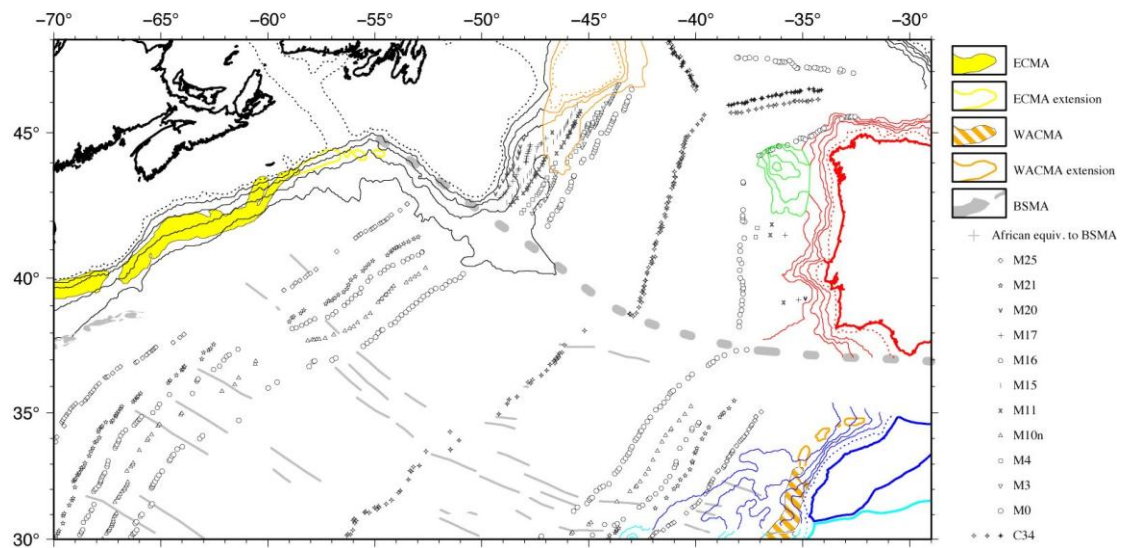 −70° −65° −60° −55° −50° −45° −40° −35° −30°
45°
40°
35°
30°
ECMA
ECMA extension
WACMA
WACMA extension
BSMA
African equiv. to BSMA
M25
M21
M20
M17
M16
M15
M11
M10n
M4
M3
M0
C34